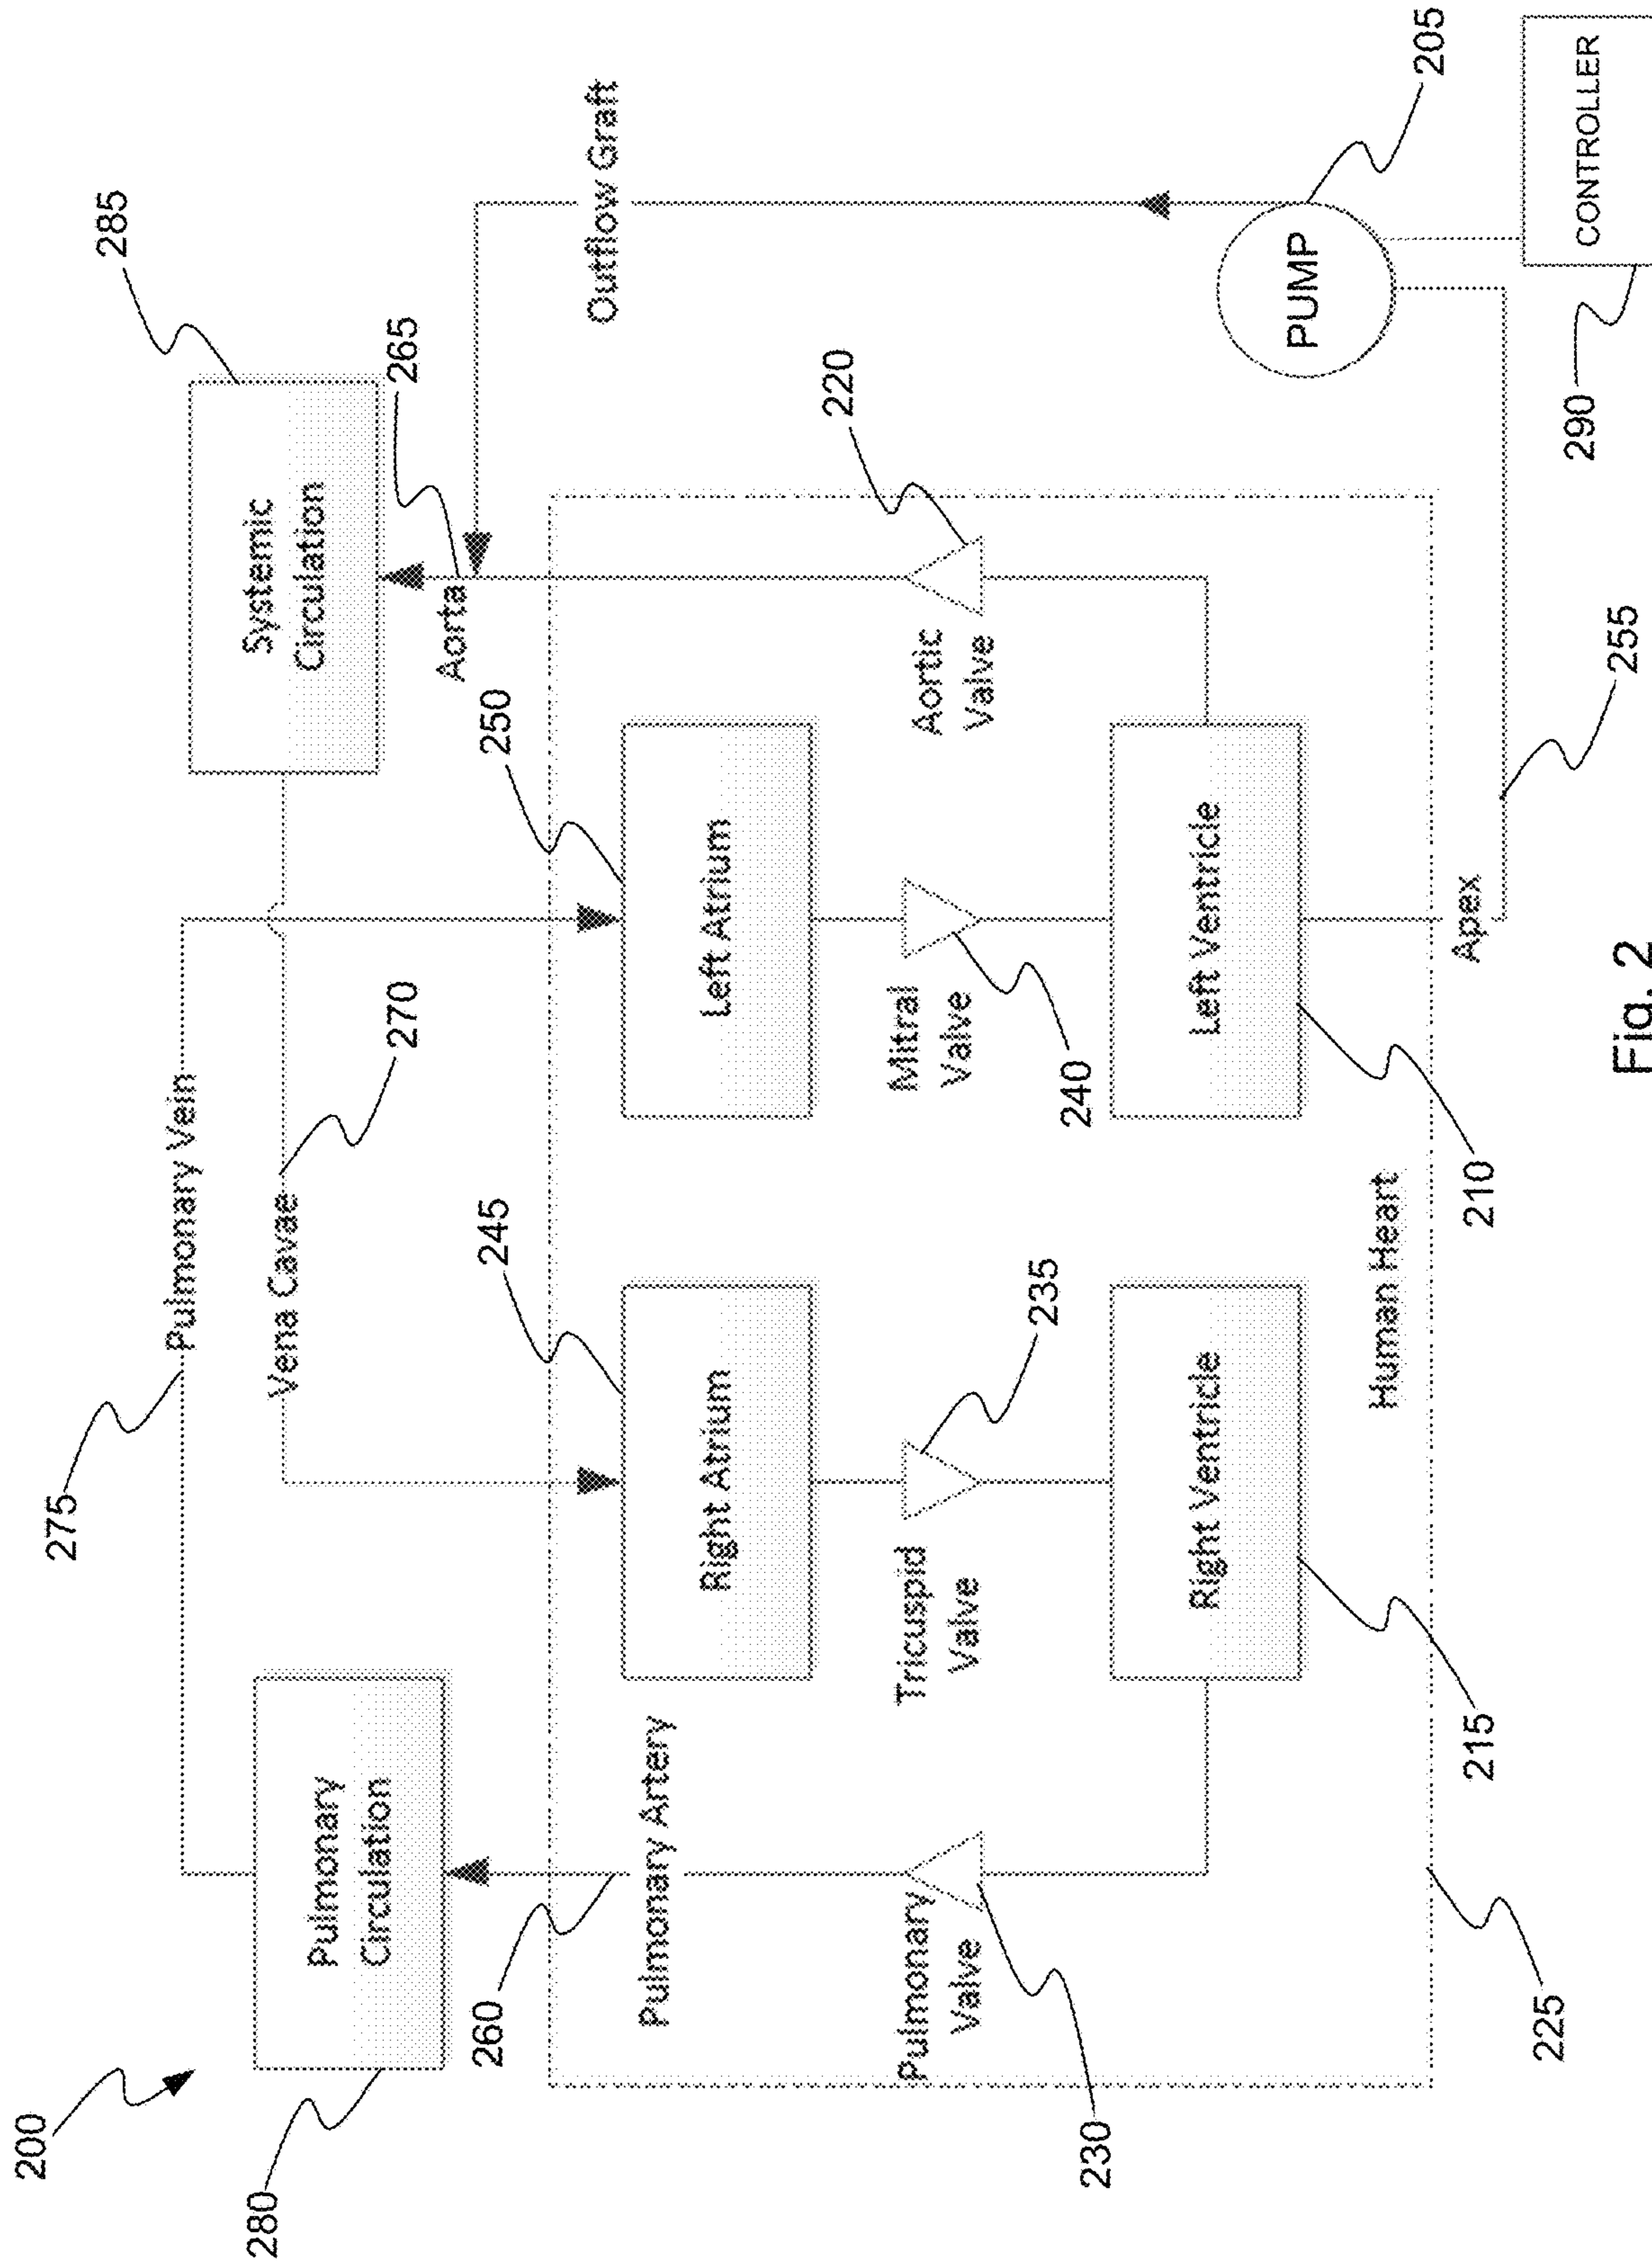 200
280
Pulmonary
Circulation
275
Pulmonary Vein
Vena Cavae
270
285
Systemic
Circulation
265
Aorta
260
Pulmonary Artery
245
Right Atrium
250
Left Atrium
Outflow Graft
Pulmonary
Valve
230
Tricuspid
Valve
235
Mitral
Valve
240
Aortic
Valve
220
Right Ventricle
215
Left Ventricle
210
PUMP
205
Human Heart
225
Apex
255
290
CONTROLLER
Fig. 2